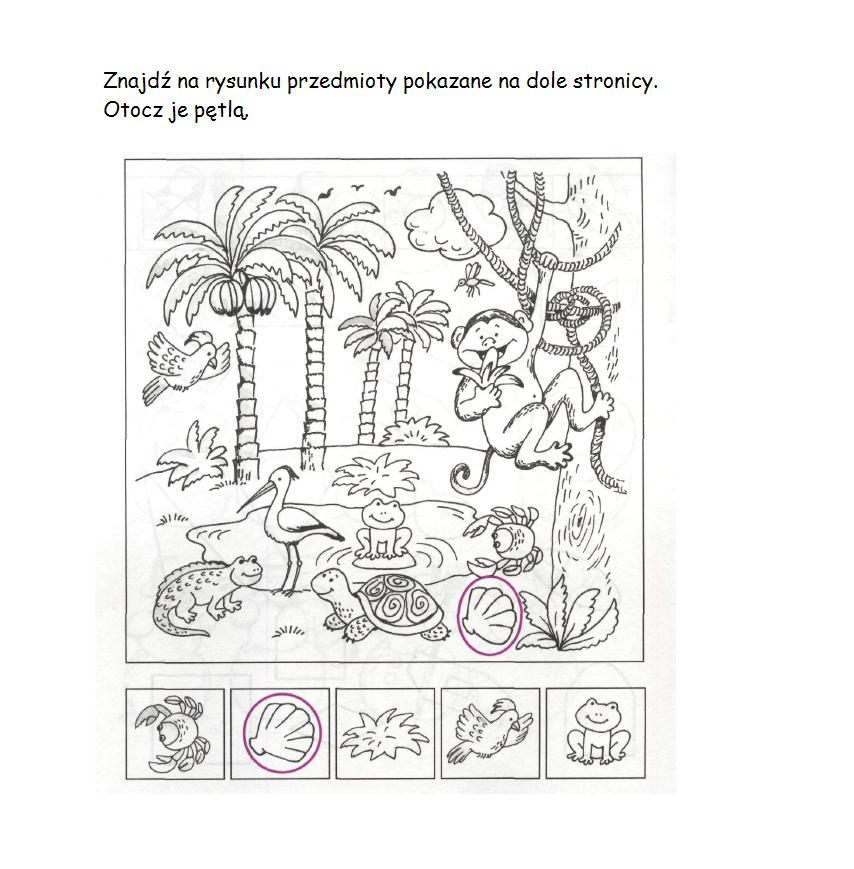 Znajdź na rysunku przedmioty pokazane na dole stronicy.
Otocz je pętlą,